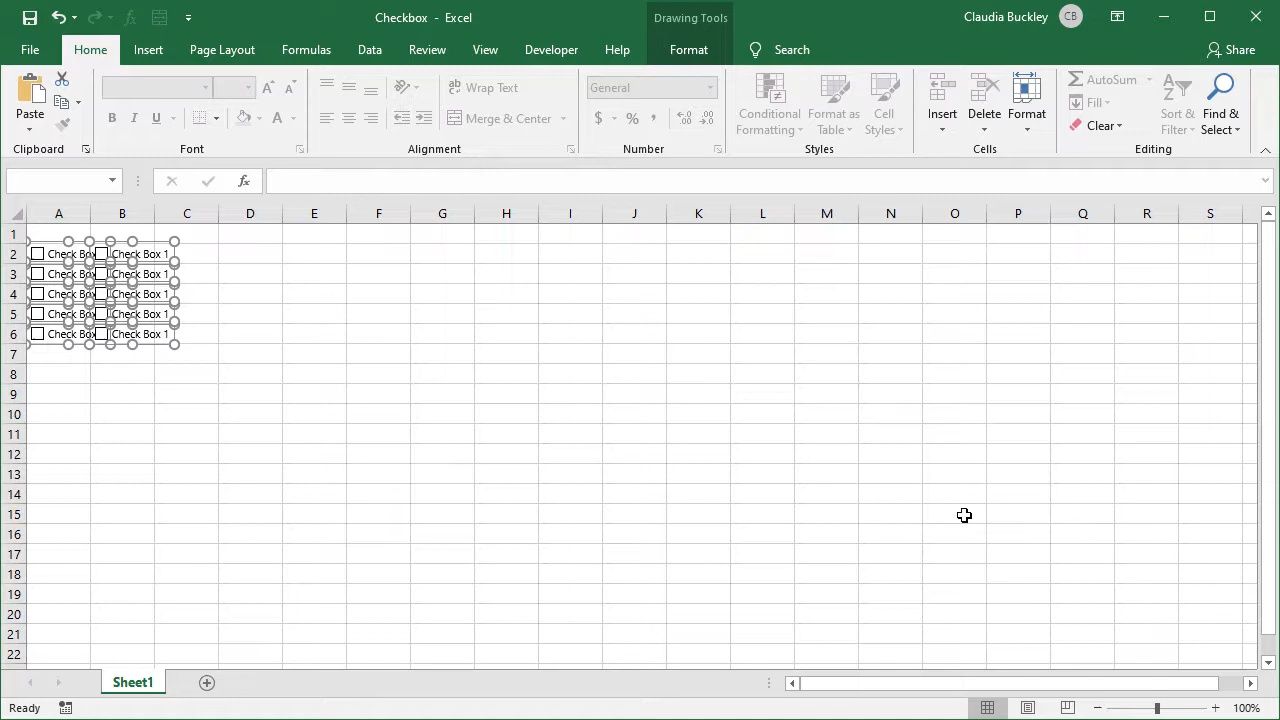 Checkbox - Excel
Drawing Tools
Claudia Buckley
CB
File Home Insert Page Layout Formulas Data Review View Developer Help Format Search Share
Paste
Clipboard
B I U A A A
Font
Wrap Text
Merge & Center
Alignment
General
$ % ,
Number
Conditional Formatting
Format as Table
Cell Styles
Styles
Insert Delete Format
Cells
AutoSum
Fill
Clear
Sort & Filter
Find & Select
Editing
fx
A B C D E F G H I J K L M N O P Q R S
1
2 Check Box Check Box 1
3 Check Box Check Box 1
4 Check Box Check Box 1
5 Check Box Check Box 1
6 Check Box Check Box 1
7
8
9
10
11
12
13
14
15
16
17
18
19
20
21
22
Sheet1
Ready
100%